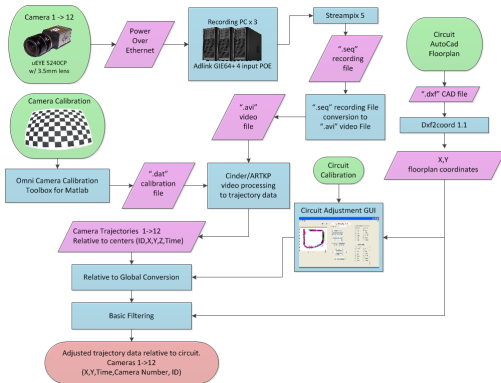 Camera 1 -> 12
uEYE 5240CP
w/ 3.5mm lens
Power
Over
Ethernet
Recording PC x 3
Adlink GIE64+ 4 input POE
Streampix 5
".seq"
recording
file
".seq" recording File
conversion to
".avi" video File
".avi"
video
file
Circuit
AutoCad
Floorplan
".dxf" CAD file
Dxf2coord 1.1
X,Y
floorplan coordinates
Camera Calibration
Omni Camera Calibration
Toolbox for Matlab
".dat"
calibration
file
Cinder/ARTKP
video processing
to trajectory data
Circuit
Calibration
Circuit Adjustment GUI
Camera Trajectories 1->12
Relative to centers (ID,X,Y,Z,Time)
Relative to Global Conversion
Basic Filtering
Adjusted trajectory data relative to circuit.
Cameras 1->12
(X,Y,Time,Camera Number, ID)